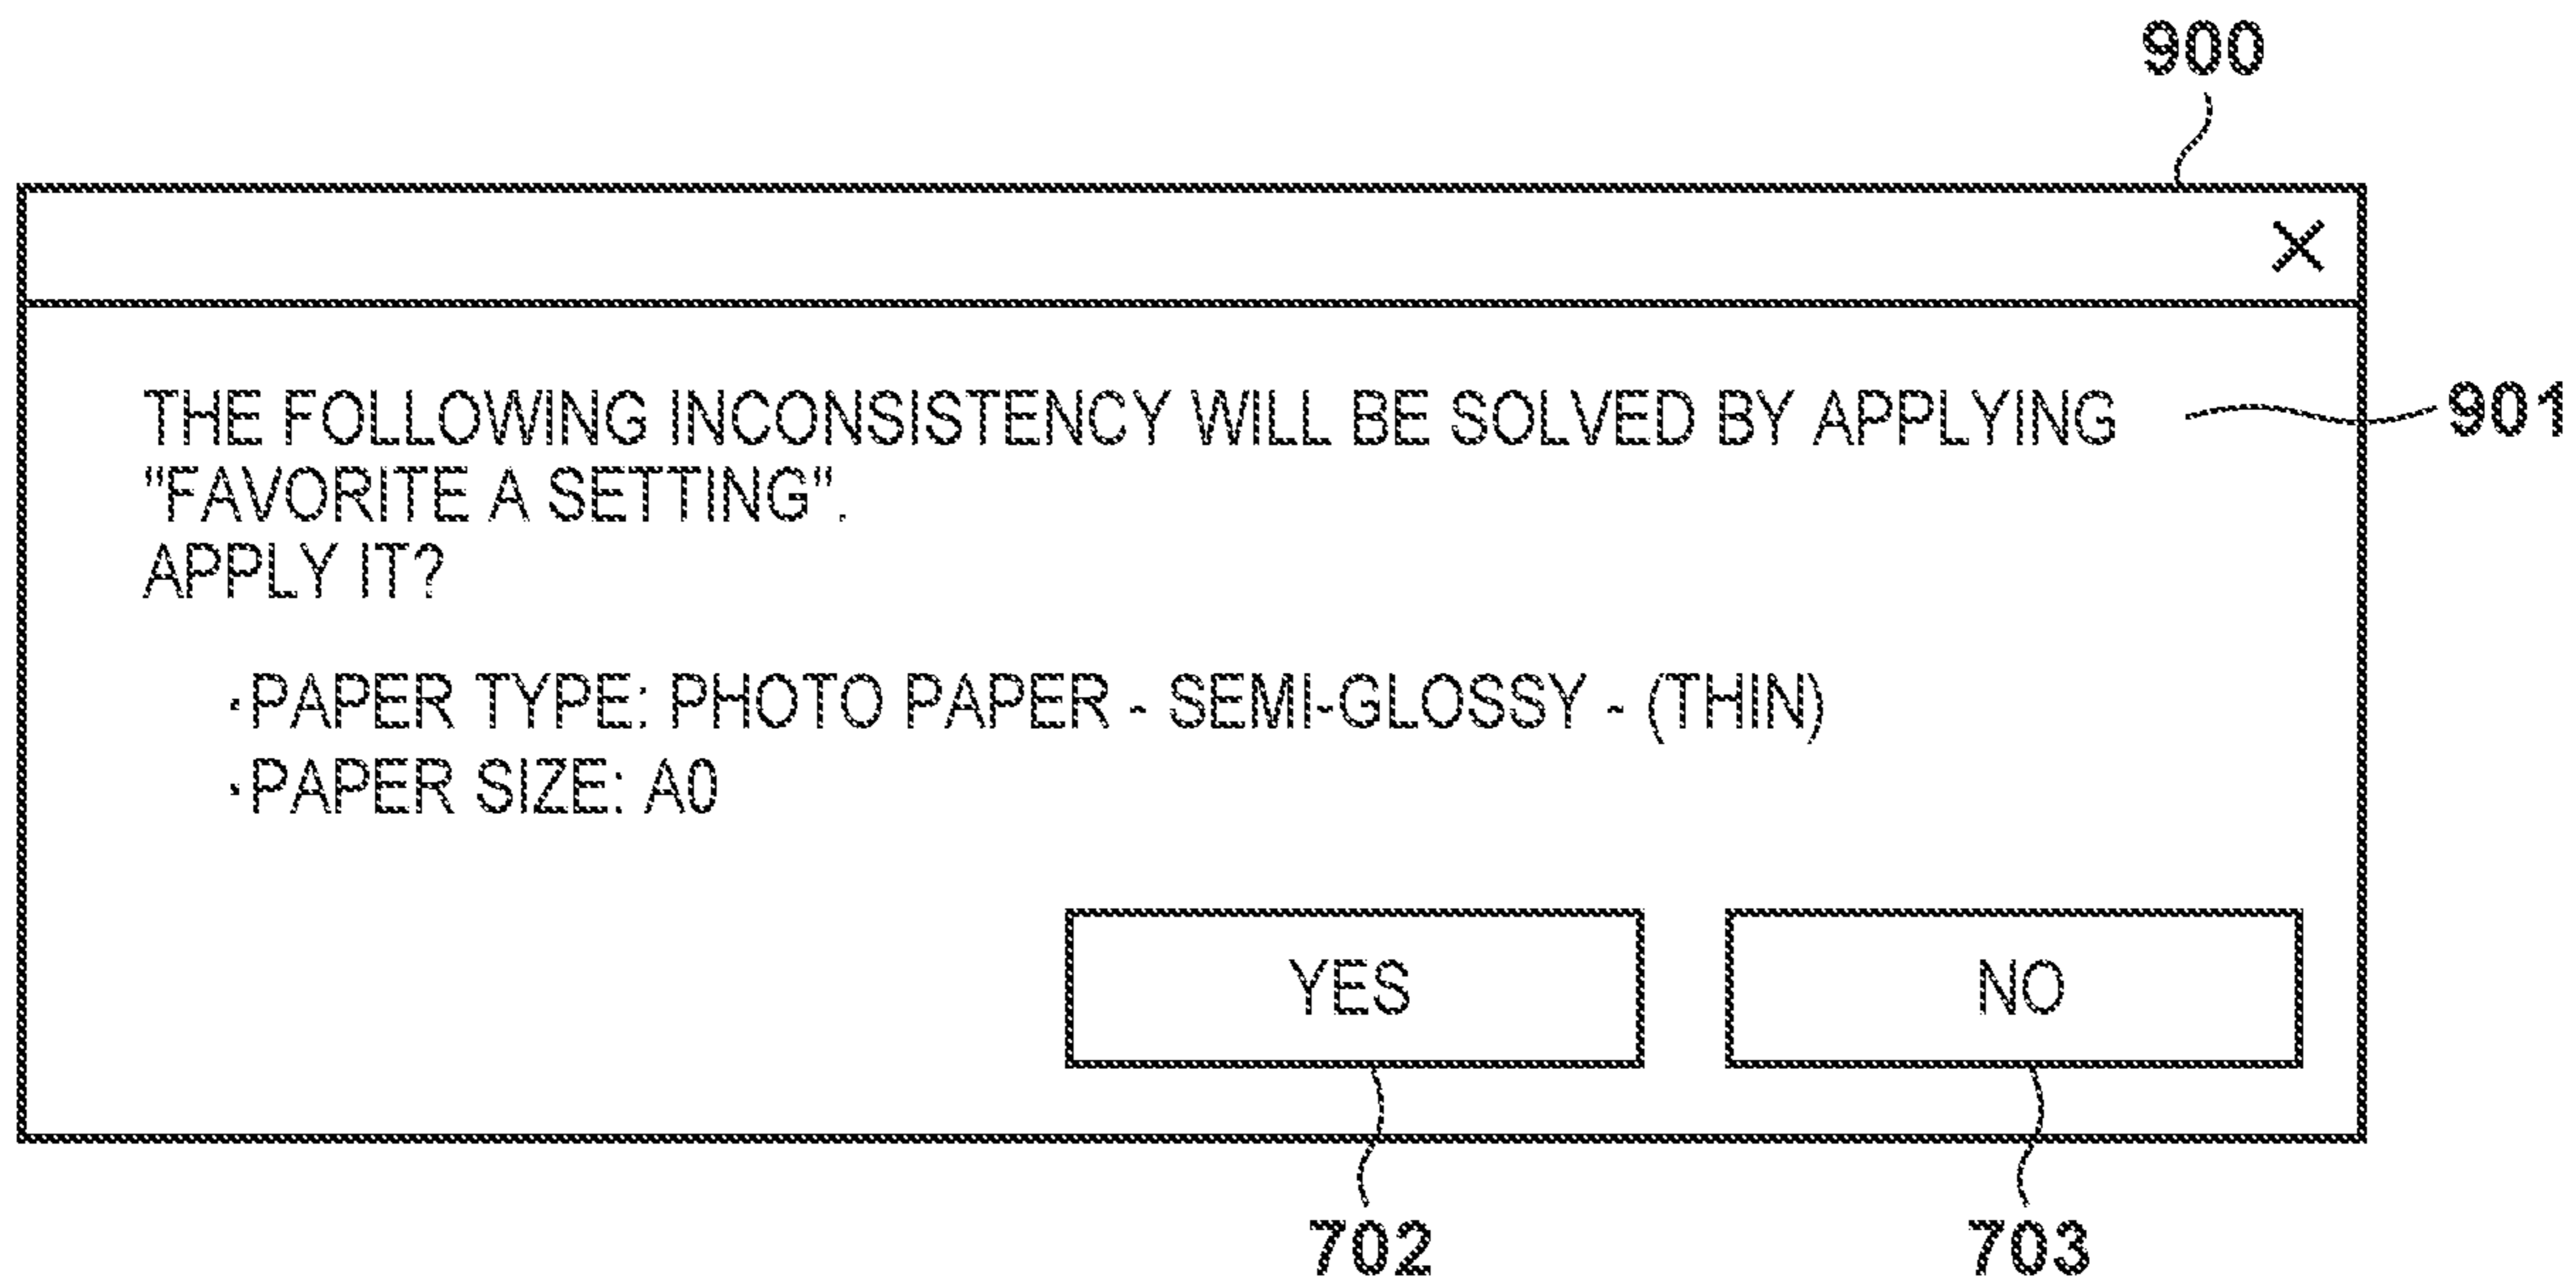 900
×
THE FOLLOWING INCONSISTENCY WILL BE SOLVED BY APPLYING
901
"FAVORITE A SETTING".
APPLY IT?
·PAPER TYPE: PHOTO PAPER - SEMI-GLOSSY - (THIN)
·PAPER SIZE: A0
YES
NO
702
703